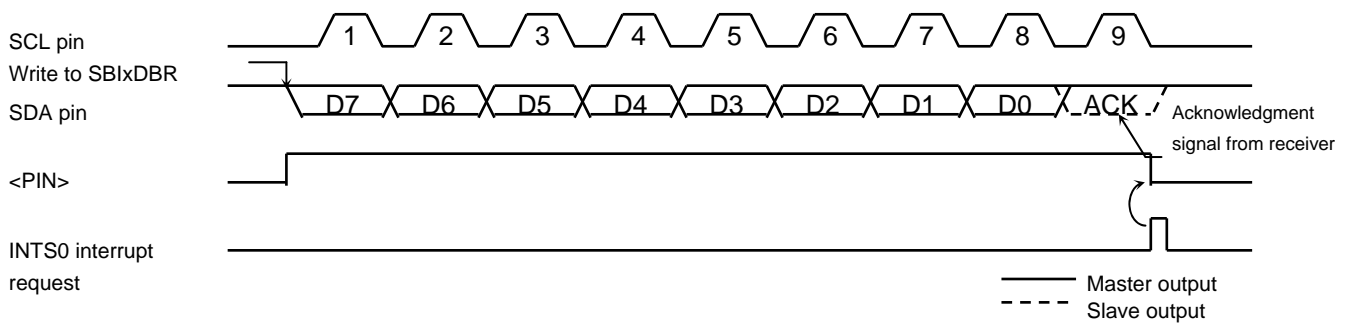 SCL pin
1 2 3 4 5 6 7 8 9
Write to SBIxDBR
SDA pin
D7 D6 D5 D4 D3 D2 D1 D0 ACK
Acknowledgment
signal from receiver
<PIN>
INTS0 interrupt
request
Master output
Slave output